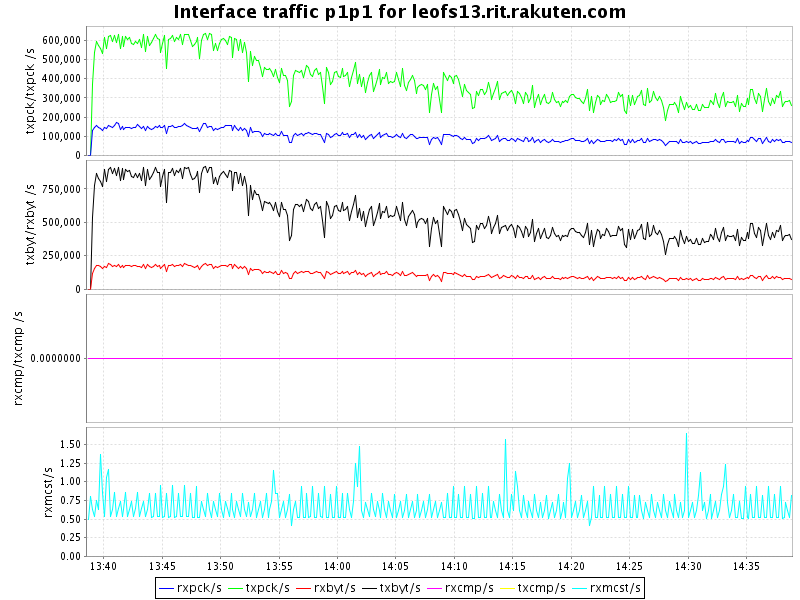 Interface traffic p1p1 for leofs13.rit.rakuten.com
txpck/txpck /s
600,000
500,000
400,000
300,000
200,000
100,000
0
txbyt/rxbyt /s
750,000
500,000
250,000
0
rxcmp/txcmp /s
0.0000000
rxmcst/s
1.50
1.25
1.00
0.75
0.50
0.25
0.00
13:40 13:45 13:50 13:55 14:00 14:05 14:10 14:15 14:20 14:25 14:30 14:35
rxpck/s txpck/s rxbyt/s txbyt/s rxcmp/s txcmp/s rxmcst/s